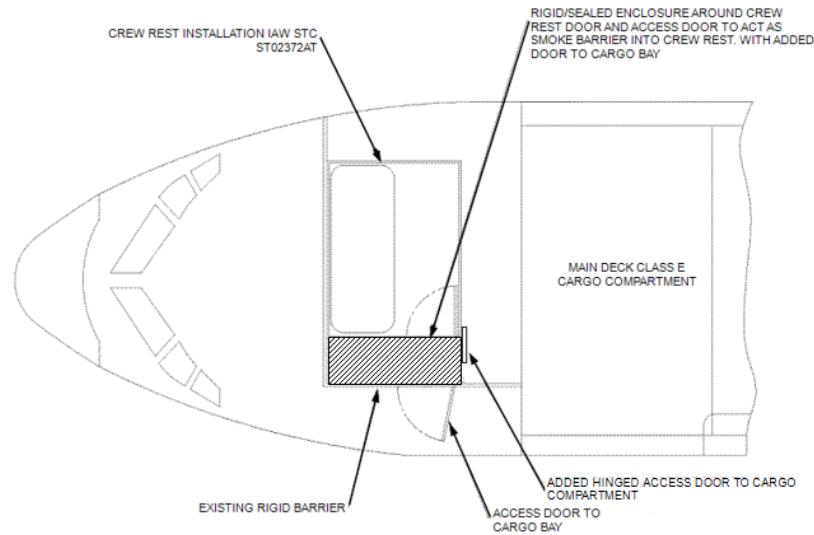 RIGID/SEALED ENCLOSURE AROUND CREW
REST DOOR AND ACCESS DOOR TO ACT AS
SMOKE BARRIER INTO CREW REST. WITH ADDED
DOOR TO CARGO BAY
CREW REST INSTALLATION IAW STC
ST02372AT
MAIN DECK CLASS E
CARGO COMPARTMENT
ADDED HINGED ACCESS DOOR TO CARGO
COMPARTMENT
EXISTING RIGID BARRIER
ACCESS DOOR TO
CARGO BAY